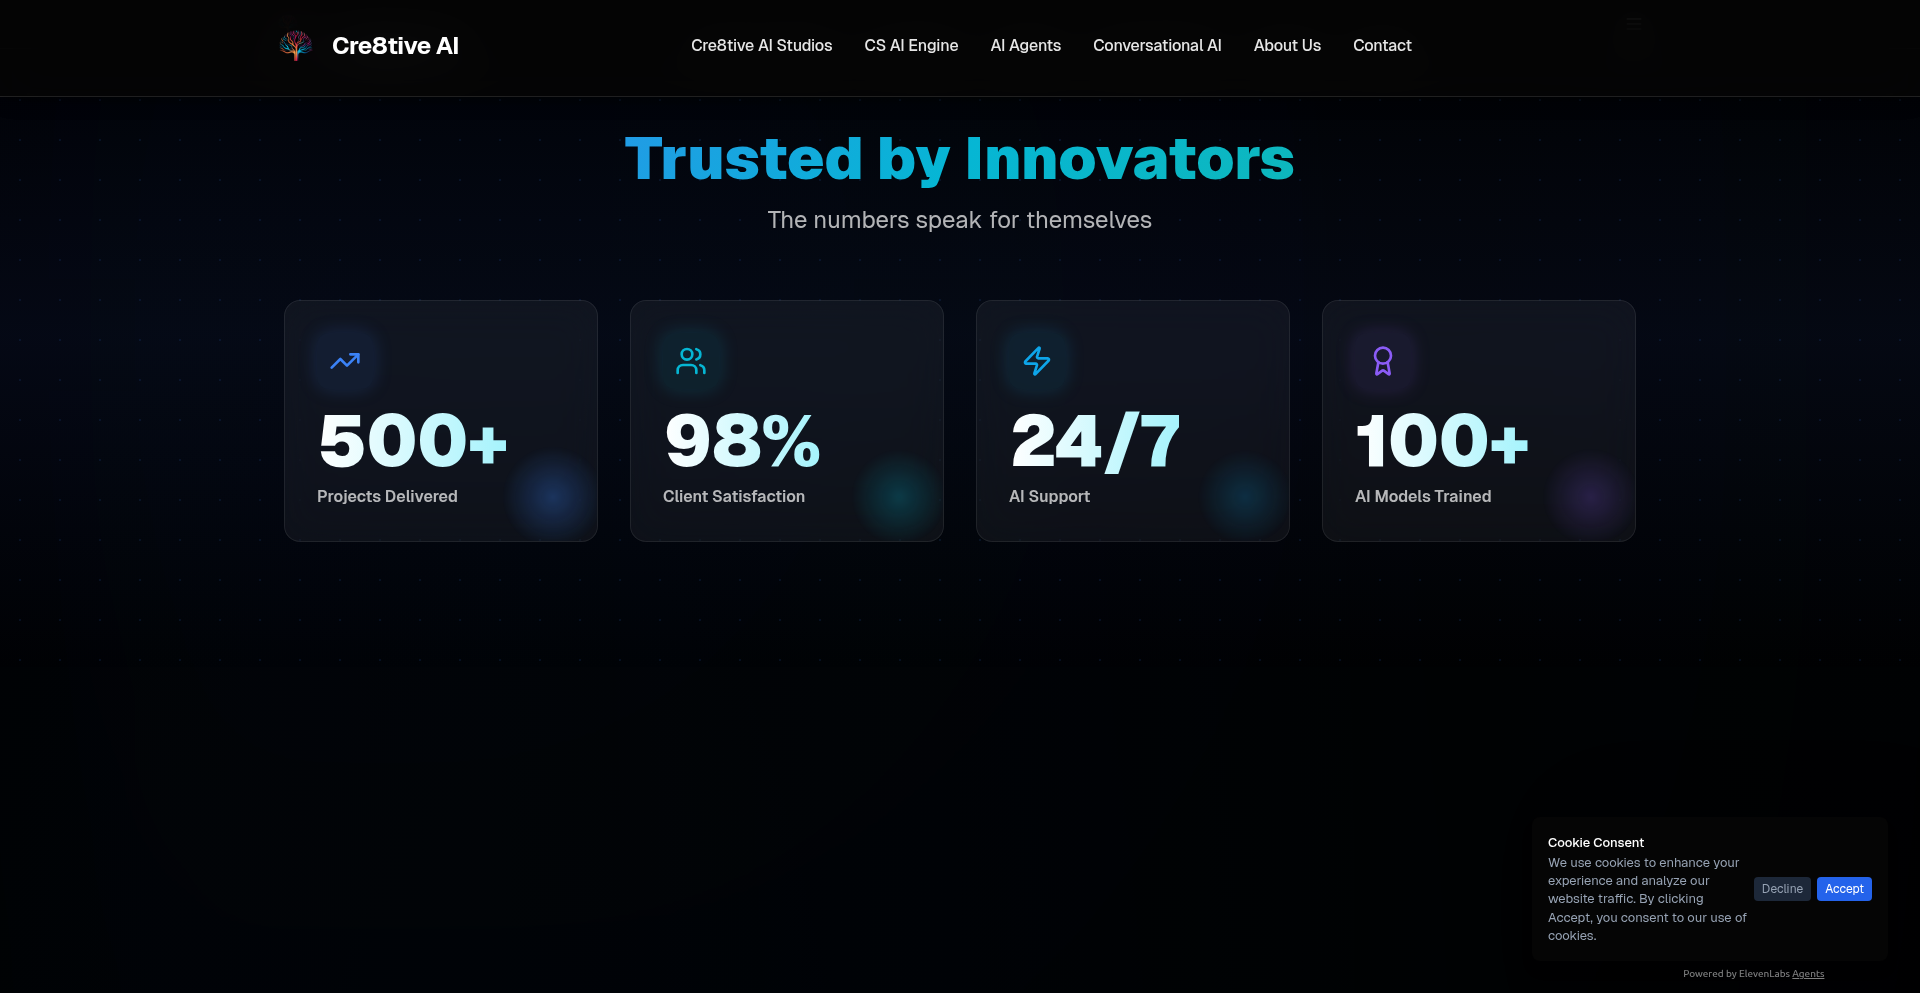 Cre8tive AI
Cre8tive AI Studios
CS AI Engine
AI Agents
Conversational AI
About Us
Contact
Trusted by Innovators
The numbers speak for themselves
500+
Projects Delivered
98%
Client Satisfaction
24/7
AI Support
100+
AI Models Trained
Cookie Consent
We use cookies to enhance your
experience and analyze our
website traffic. By clicking
Accept, you consent to our use of
cookies.
Decline
Accept
Powered by ElevenLabs Agents